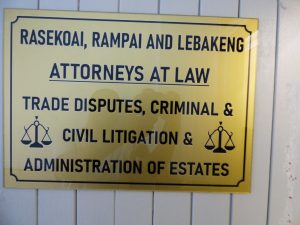 RASEKOAI, RAMPAI AND LEBAKENG
ATTORNEYS AT LAW
TRADE DISPUTES, CRIMINAL &
CIVIL LITIGATION &
ADMINISTRATION OF ESTATES